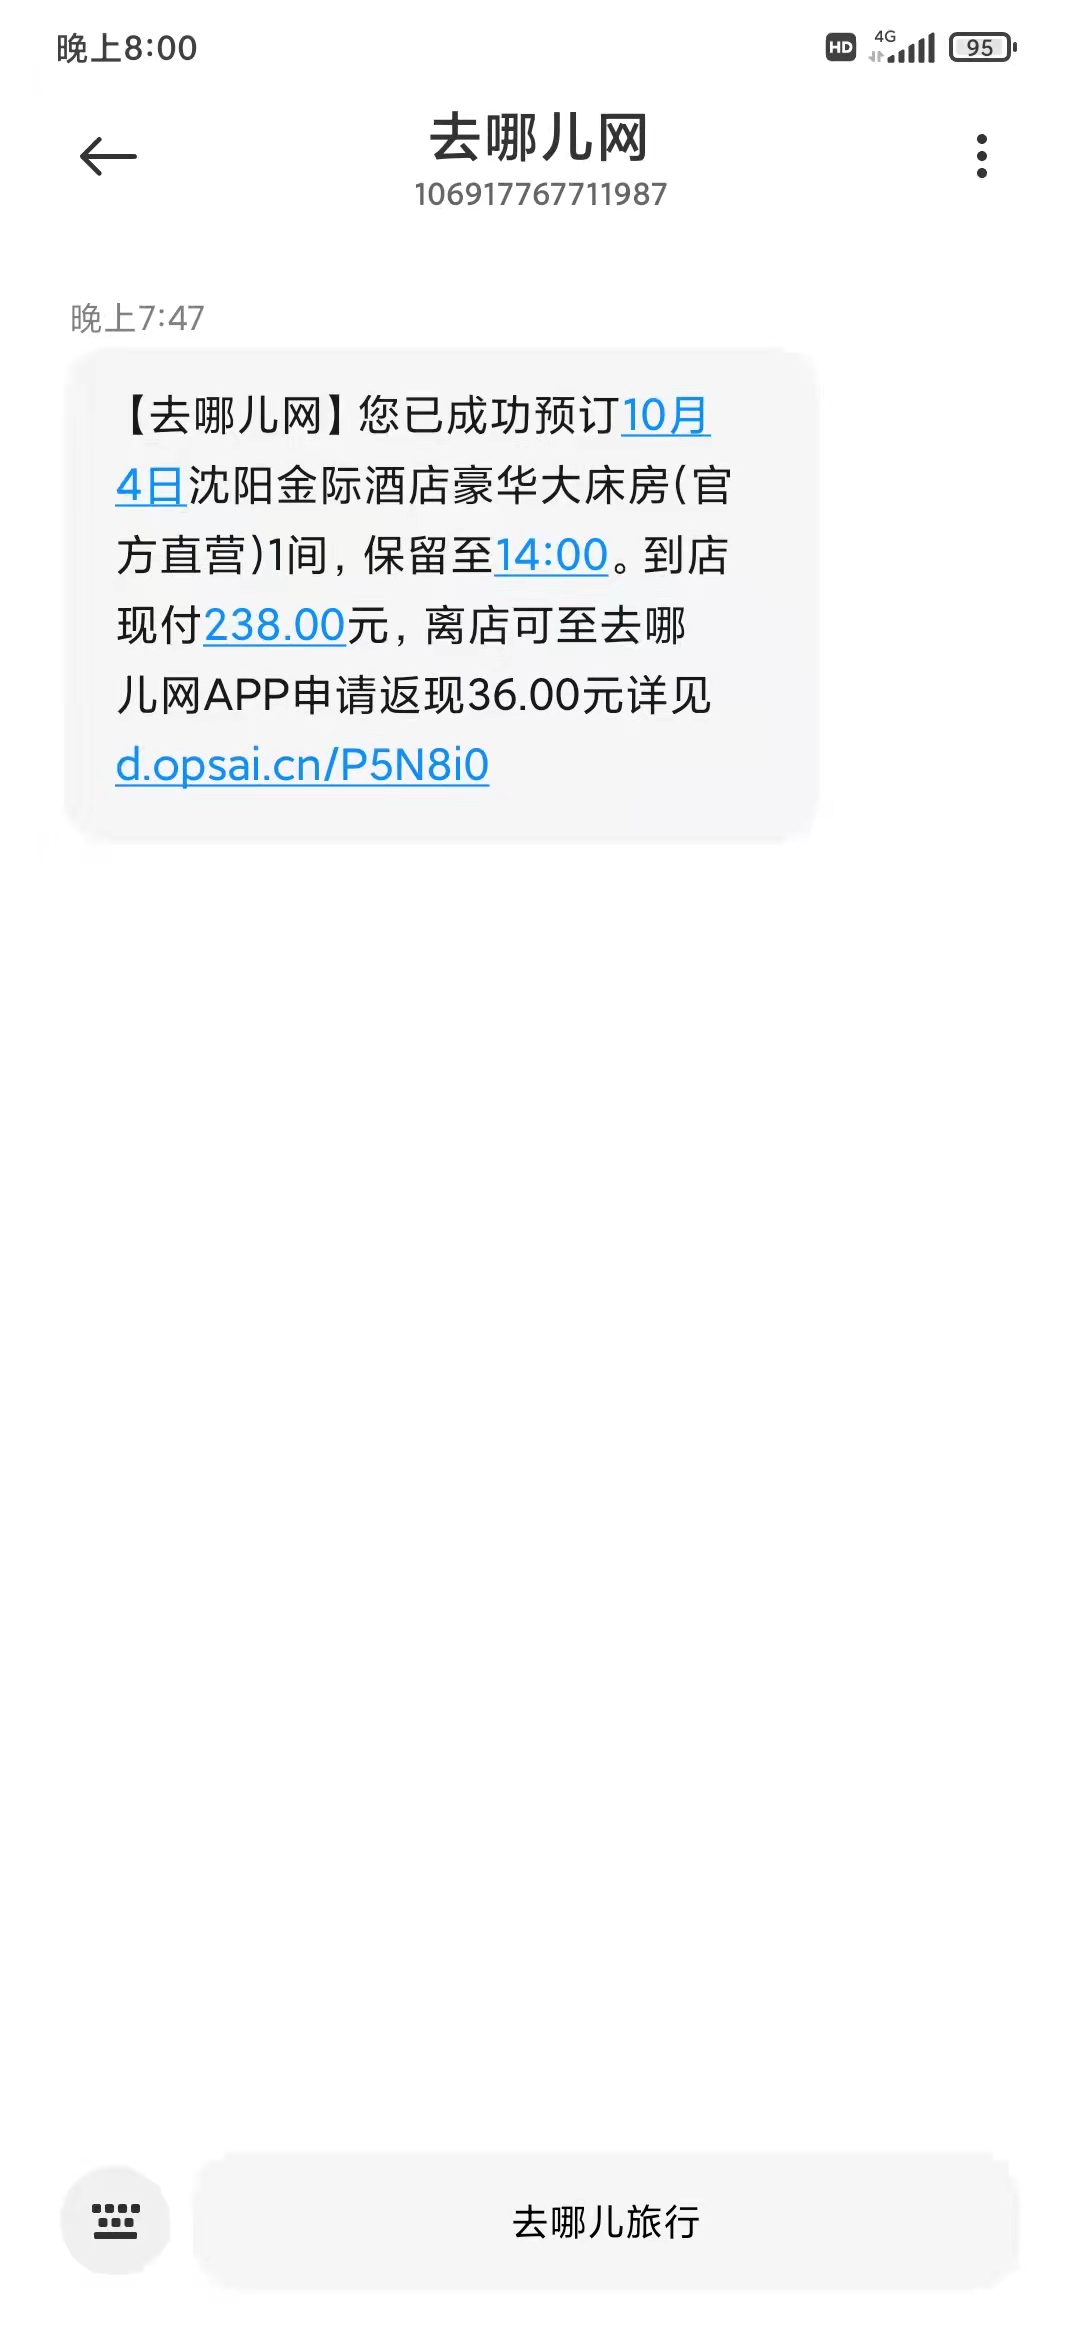 晚上8:00
HD 4G 95
去哪儿网
106917767711987
晚上7:47
【去哪儿网】您已成功预订10月
4日沈阳金际酒店豪华大床房(官
方直营)1间，保留至14:00。到店
现付238.00元，离店可至去哪
儿网APP申请返现36.00元详见
d.opsai.cn/P5N8i0
去哪儿旅行